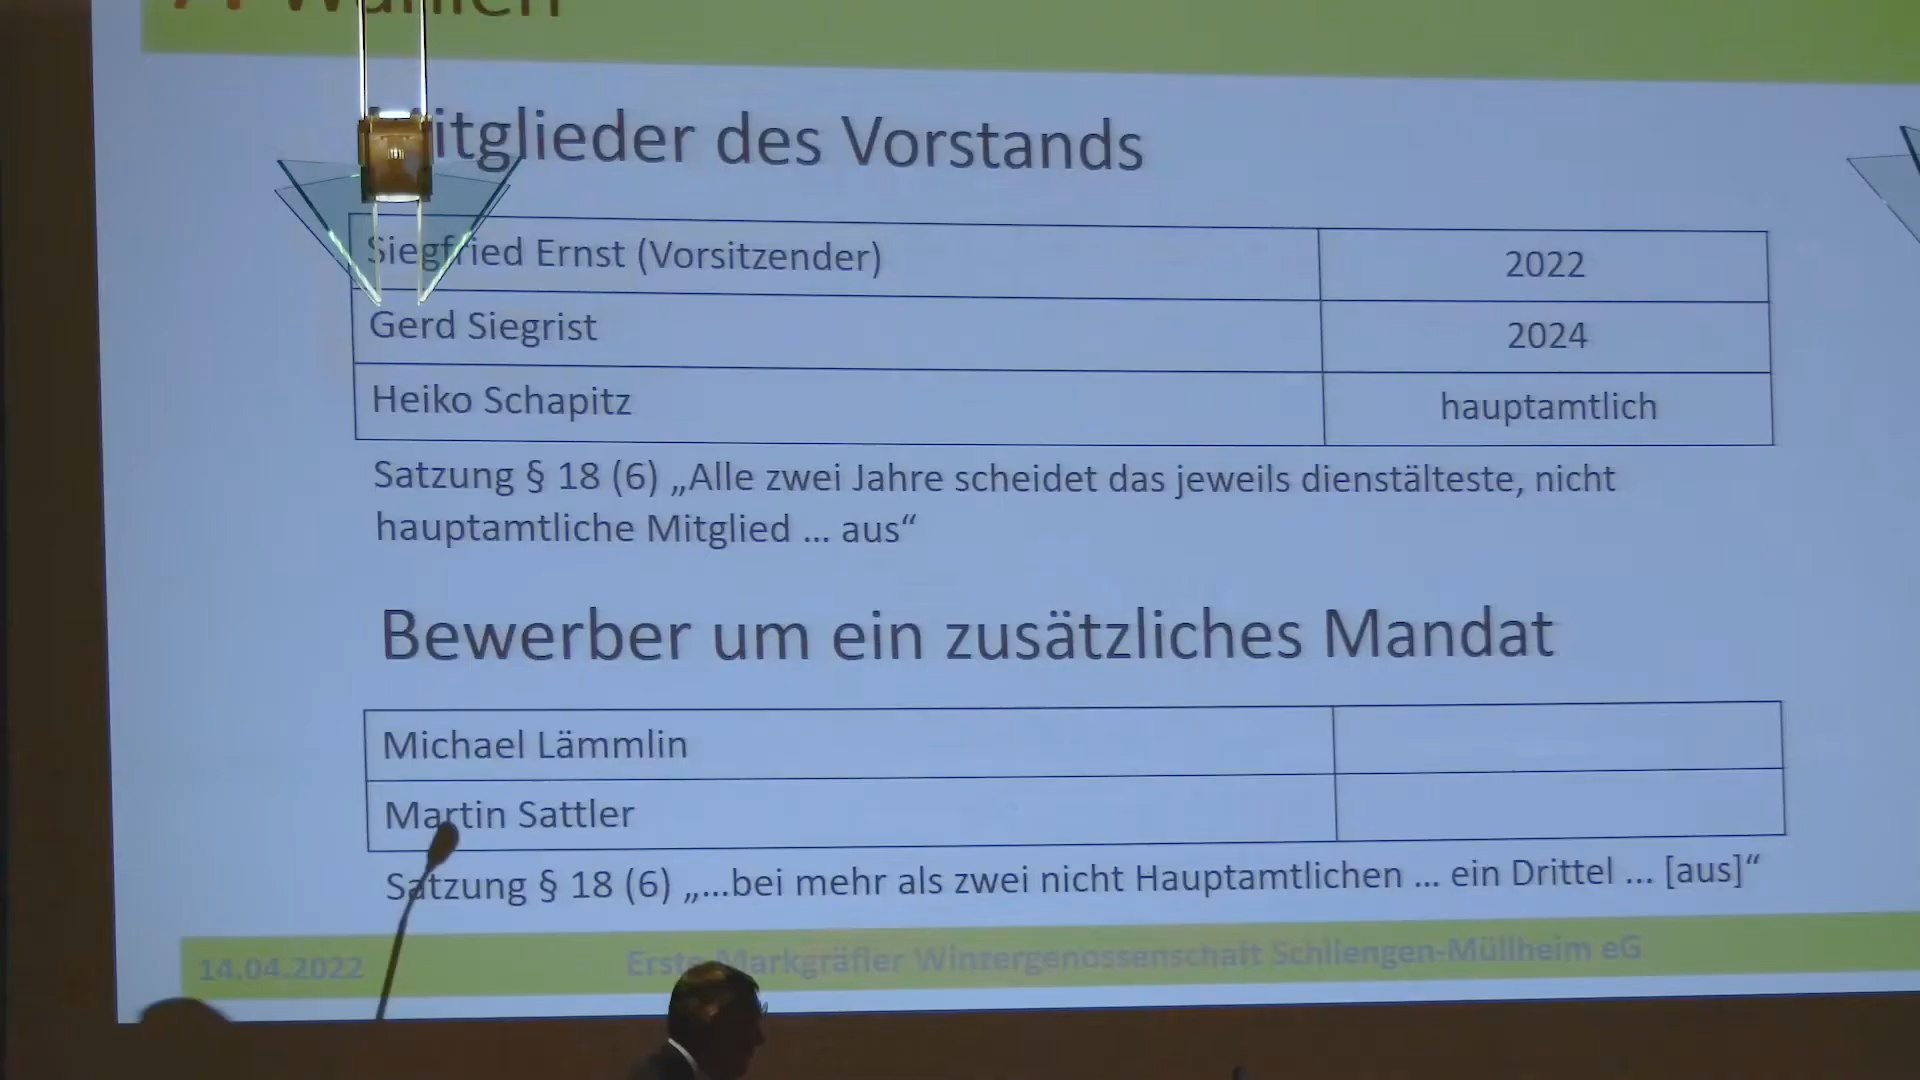 7. Wahlen
Mitglieder des Vorstands
Siegfried Ernst (Vorsitzender) 2022
Gerd Siegrist 2024
Heiko Schapitz hauptamtlich
Satzung § 18 (6) „Alle zwei Jahre scheidet das jeweils dienstälteste, nicht
hauptamtliche Mitglied ... aus“
Bewerber um ein zusätzliches Mandat
Michael Lämmlin
Martin Sattler
Satzung § 18 (6) „...bei mehr als zwei nicht Hauptamtlichen ... ein Drittel ... [aus]“
14.04.2022 Erste Markgräfler Winzergenossenschaft Schliengen-Müllheim eG